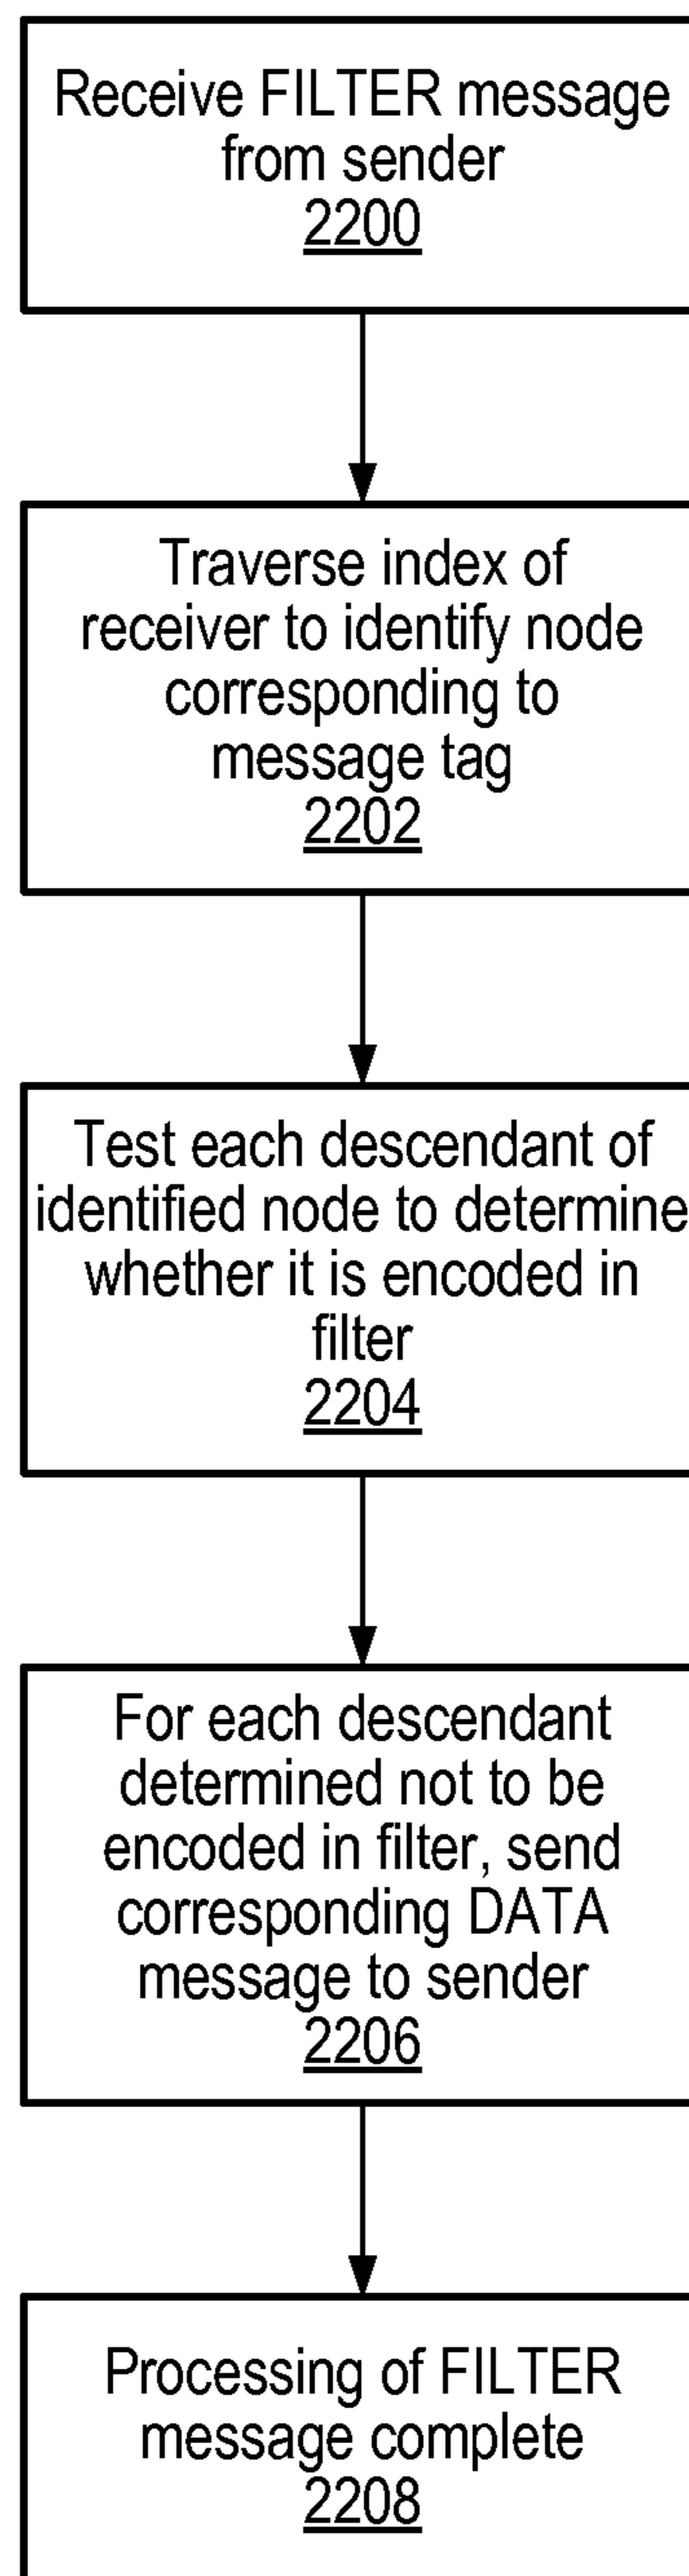 Receive FILTER message
from sender
2200
Traverse index of
receiver to identify node
corresponding to
message tag
2202
Test each descendant of
identified node to determine
whether it is encoded in
filter
2204
For each descendant
determined not to be
encoded in filter, send
corresponding DATA
message to sender
2206
Processing of FILTER
message complete
2208